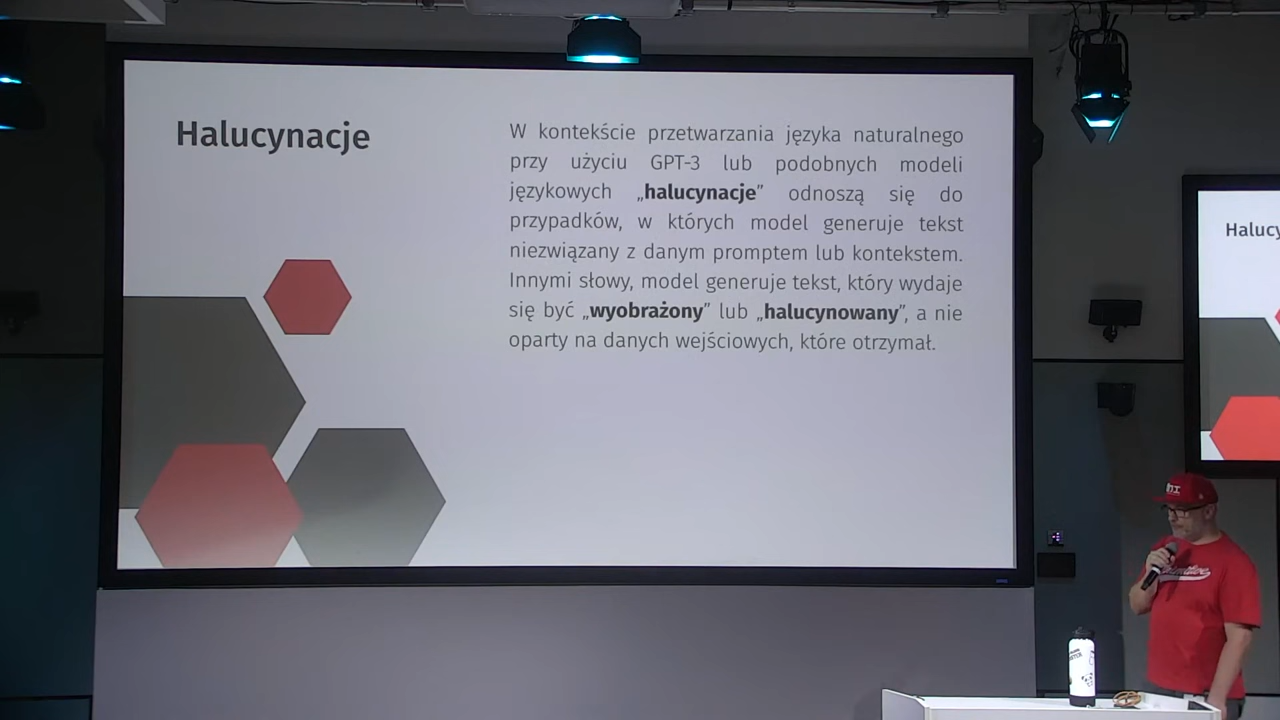 Halucynacje
W kontekście przetwarzania języka naturalnego
przy użyciu GPT-3 lub podobnych modeli
językowych „halucynacje” odnoszą się do
przypadków, w których model generuje tekst
niezwiązany z danym promptem lub kontekstem.
Innymi słowy, model generuje tekst, który wydaje
się być „wyobrażony” lub „halucynowany”, a nie
oparty na danych wejściowych, które otrzymał.
Halucy